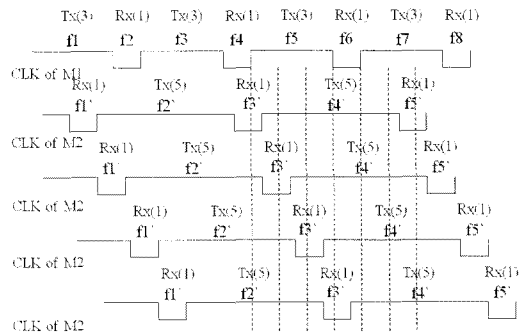 Tx(3) Rx(1) Tx(3) Rx(1) Tx(3) Rx(1) Tx(3) Rx(1)
f1 f2 f3 f4 f5 f6 f7 f8
CLK of M1
Rx(1) Tx(5) Rx(1) Tx(5) Rx(1)
f1` f2` f3` f4` f5`
CLK of M2
Rx(1) Tx(5) Rx(1) Tx(5) Rx(1)
f1` f2` f3` f4` f5`
CLK of M2
Rx(1) Tx(5) Rx(1) Tx(5) Rx(1)
f1` f2` f3` f4` f5`
CLK of M2
Rx(1) Tx(5) Rx(1) Tx(5) Rx(1)
f1` f2` f3` f4` f5`
CLK of M2